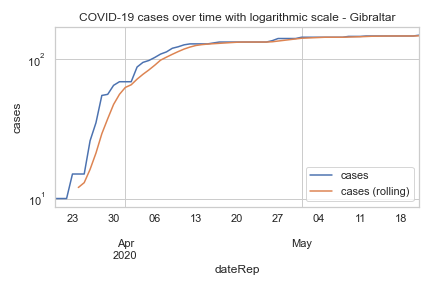 COVID-19 cases over time with logarithmic scale - Gibraltar
cases
10²
10¹
cases
cases (rolling)
23 30 06 13 20 27 04 11 18
Apr May
2020
dateRep